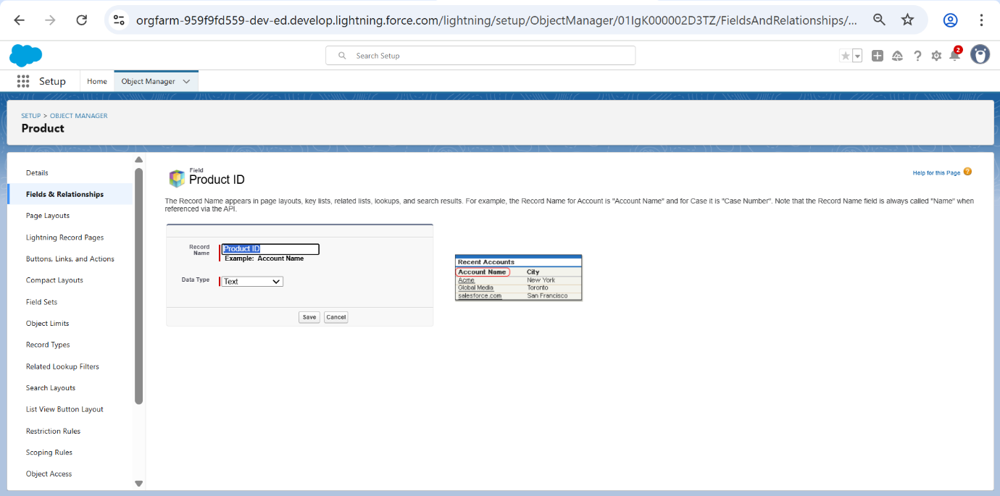 orgfarm-959f9fd559-dev-ed.develop.lightning.force.com/lightning/setup/ObjectManager/01IgK000002D3TZ/FieldsAndRelationships/...
Search Setup
2
Setup
Home
Object Manager
SETUP > OBJECT MANAGER
Product
Details
Fields & Relationships
Page Layouts
Lightning Record Pages
Buttons, Links, and Actions
Compact Layouts
Field Sets
Object Limits
Record Types
Related Lookup Filters
Search Layouts
List View Button Layout
Restriction Rules
Scoping Rules
Object Access
Field
Product ID
Help for this Page ?
The Record Name appears in page layouts, key lists, related lists, lookups, and search results. For example, the Record Name for Account is "Account Name" and for Case it is "Case Number". Note that the Record Name field is always called "Name" when
referenced via the API.
Record
Name
Product ID
Example: Account Name
Data Type
Text
Save Cancel
Recent Accounts
Account Name City
Acme New York
Global Media Toronto
salesforce.com San Francisco